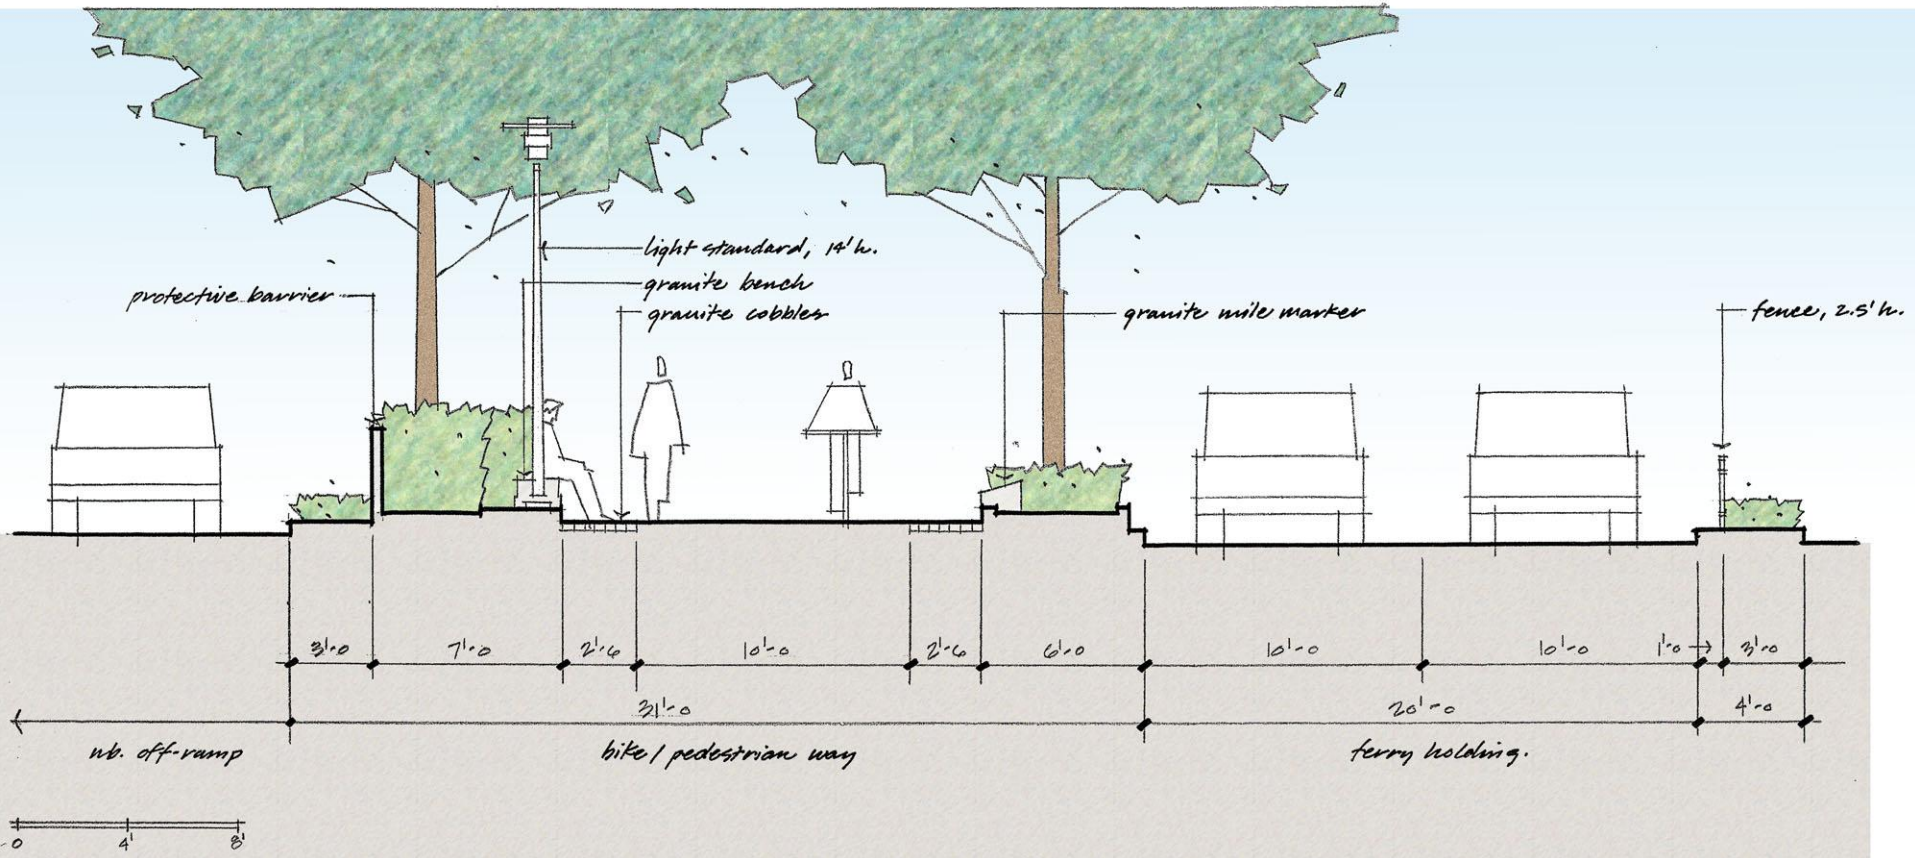 light standard, 14' h.
protective barrier
granite bench
granite cobbles
granite mile marker
fence, 2.5' h.
3'-0
7'-0
2'-6
10'-0
2'-6
6'-0
10'-0
10'-0
1'-0
3'-0
31'-0
20'-0
4'-0
nb. off-ramp
bike / pedestrian way
ferry holding.
0 4' 8'